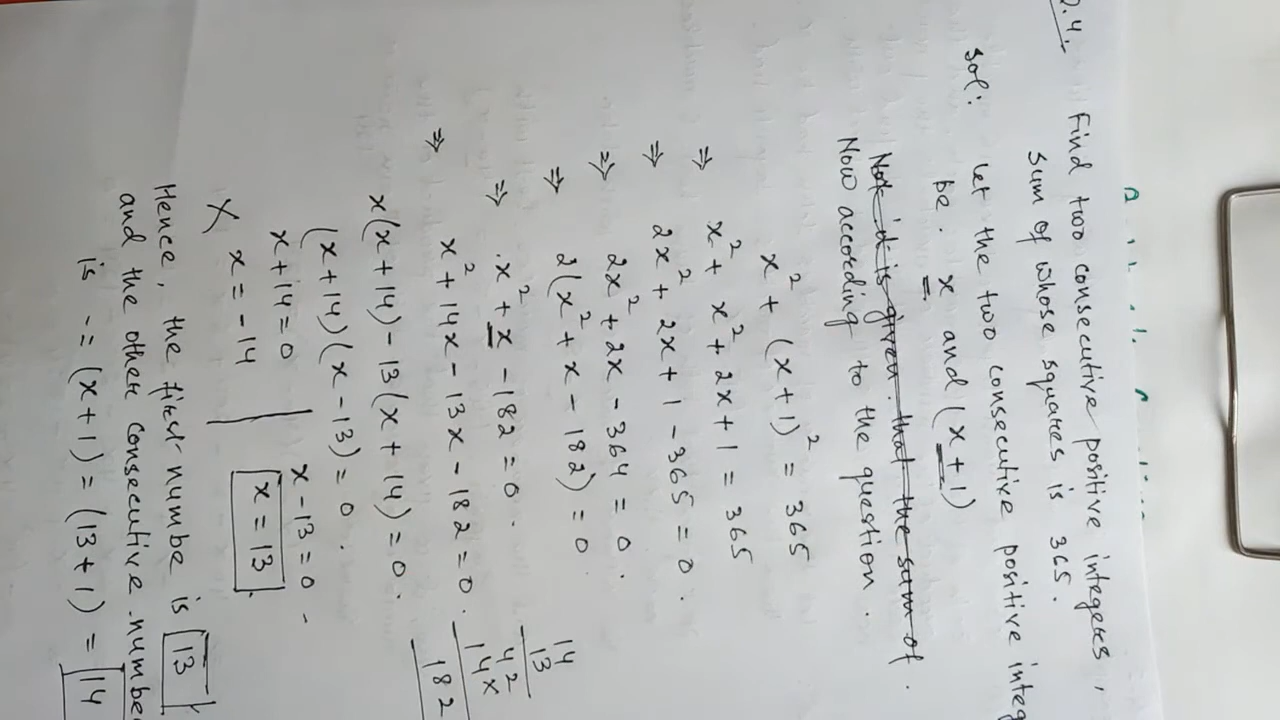 Q.4. Find two consecutive positive integers,
sum of whose squares is 365.
Sol: Let the two consecutive positive integ
be. x and (x+1)
Now according to the question.
x² + (x+1)² = 365
⇒ x² + x² + 2x + 1 = 365
⇒ 2x² + 2x + 1 - 365 = 0.
⇒ 2x² + 2x - 364 = 0.
⇒ 2(x² + x - 182) = 0
⇒ x² + x - 182 = 0.
⇒ x² + 14x - 13x - 182 = 0.
x(x+14) - 13(x+14) = 0.
(x+14)(x-13) = 0.
x+14 = 0 x-13 = 0
x = -14 x = 13.
14
13
42
14x
182
Hence, the first numbe is 13
and the other consecutive number
is -: (x+1) = (13+1) = 14